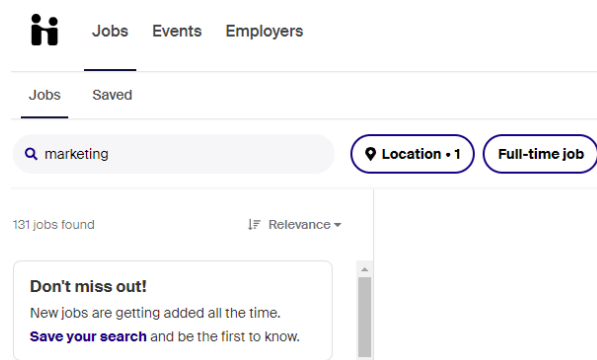 Jobs Events Employers
Jobs Saved
marketing
Location • 1
Full-time job
131 jobs found
Relevance
Don't miss out!
New jobs are getting added all the time.
Save your search and be the first to know.